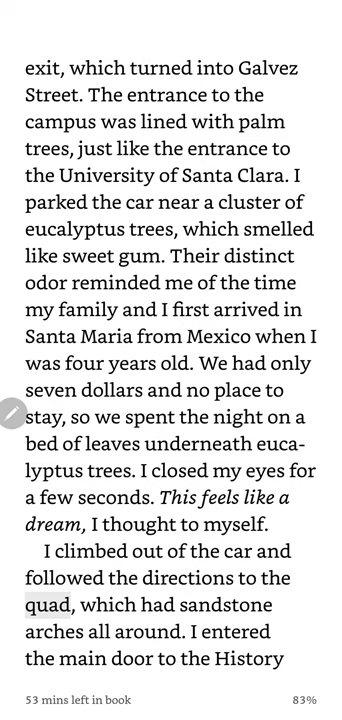 exit, which turned into Galvez
Street. The entrance to the
campus was lined with palm
trees, just like the entrance to
the University of Santa Clara. I
parked the car near a cluster of
eucalyptus trees, which smelled
like sweet gum. Their distinct
odor reminded me of the time
my family and I first arrived in
Santa Maria from Mexico when I
was four years old. We had only
seven dollars and no place to
stay, so we spent the night on a
bed of leaves underneath euca-
lyptus trees. I closed my eyes for
a few seconds. This feels like a
dream, I thought to myself.
I climbed out of the car and
followed the directions to the
quad, which had sandstone
arches all around. I entered
the main door to the History
53 mins left in book 83%